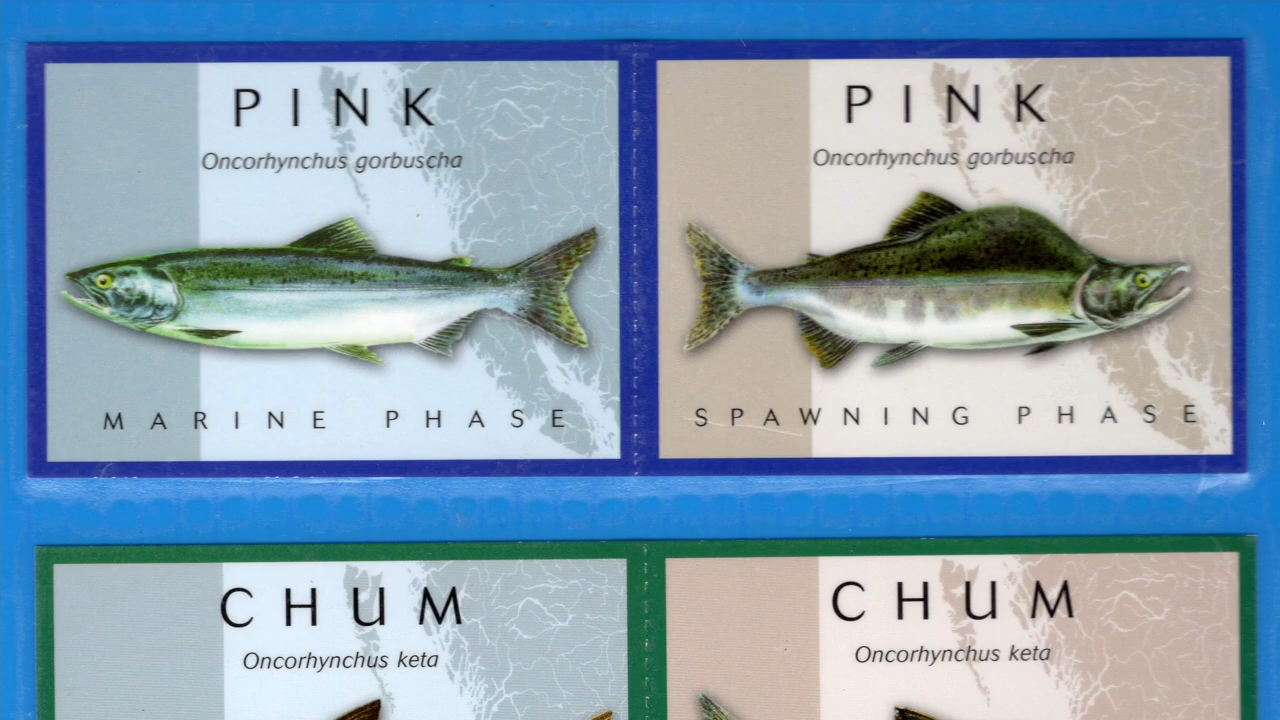 PINK
Oncorhynchus gorbuscha
MARINE PHASE
PINK
Oncorhynchus gorbuscha
SPAWNING PHASE
CHUM
Oncorhynchus keta
CHUM
Oncorhynchus keta